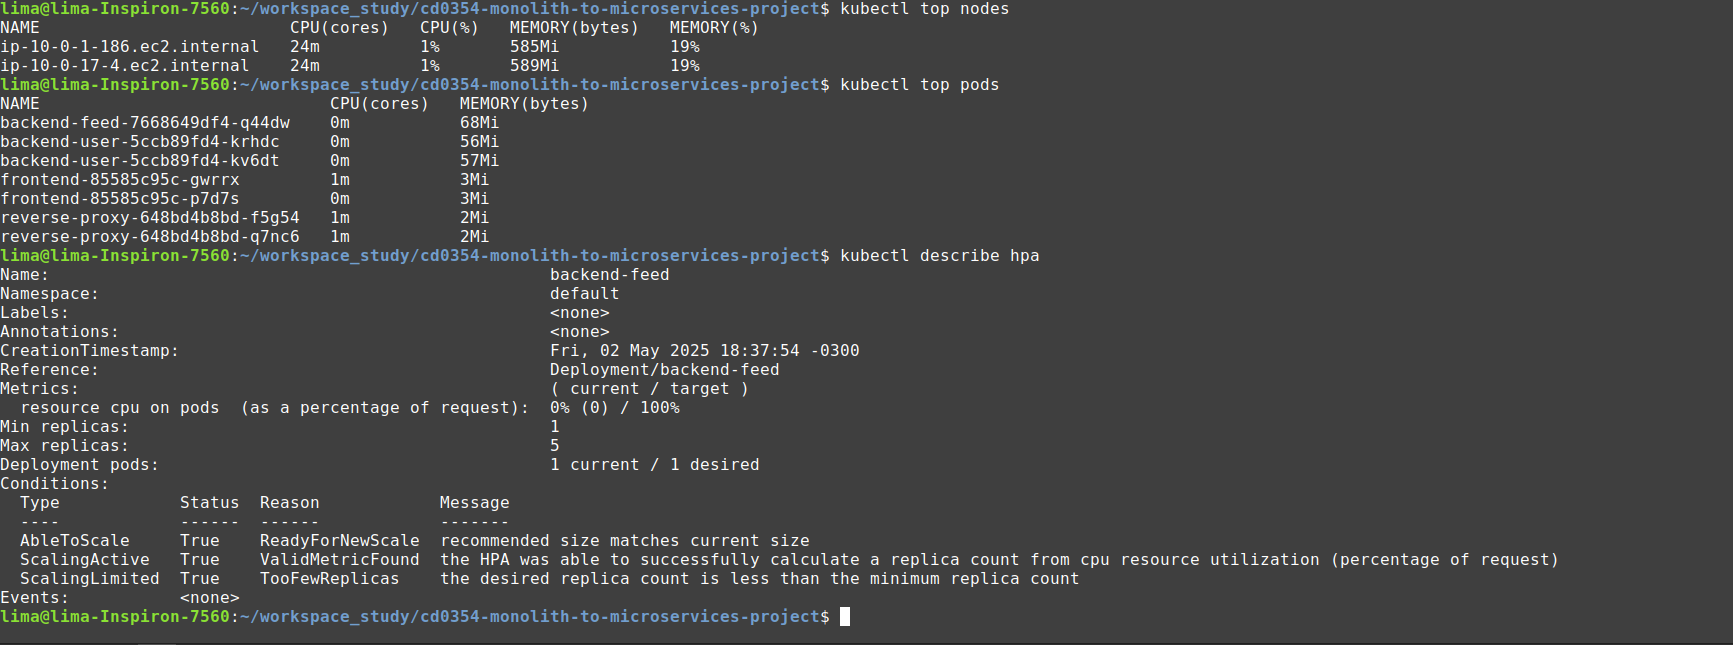 lima@lima-Inspiron-7560:~/workspace_study/cd0354-monolith-to-microservices-project$ kubectl top nodes
NAME                         CPU(cores)   CPU(%)   MEMORY(bytes)   MEMORY(%)
ip-10-0-1-186.ec2.internal   24m          1%       585Mi           19%
ip-10-0-17-4.ec2.internal    24m          1%       589Mi           19%
lima@lima-Inspiron-7560:~/workspace_study/cd0354-monolith-to-microservices-project$ kubectl top pods
NAME                             CPU(cores)   MEMORY(bytes)
backend-feed-7668649df4-q44dw    0m           68Mi
backend-user-5ccb89fd4-krhdc     0m           56Mi
backend-user-5ccb89fd4-kv6dt     0m           57Mi
frontend-85585c95c-gwrrx         1m           3Mi
frontend-85585c95c-p7d7s         0m           3Mi
reverse-proxy-648bd4b8bd-f5g54   1m           2Mi
reverse-proxy-648bd4b8bd-q7nc6   1m           2Mi
lima@lima-Inspiron-7560:~/workspace_study/cd0354-monolith-to-microservices-project$ kubectl describe hpa
Name:                                                  backend-feed
Namespace:                                             default
Labels:                                                <none>
Annotations:                                           <none>
CreationTimestamp:                                     Fri, 02 May 2025 18:37:54 -0300
Reference:                                             Deployment/backend-feed
Metrics:                                               ( current / target )
  resource cpu on pods  (as a percentage of request):  0% (0) / 100%
Min replicas:                                          1
Max replicas:                                          5
Deployment pods:                                       1 current / 1 desired
Conditions:
  Type            Status  Reason            Message
  ----            ------  ------            -------
  AbleToScale     True    ReadyForNewScale  recommended size matches current size
  ScalingActive   True    ValidMetricFound  the HPA was able to successfully calculate a replica count from cpu resource utilization (percentage of request)
  ScalingLimited  True    TooFewReplicas    the desired replica count is less than the minimum replica count
Events:           <none>
lima@lima-Inspiron-7560:~/workspace_study/cd0354-monolith-to-microservices-project$